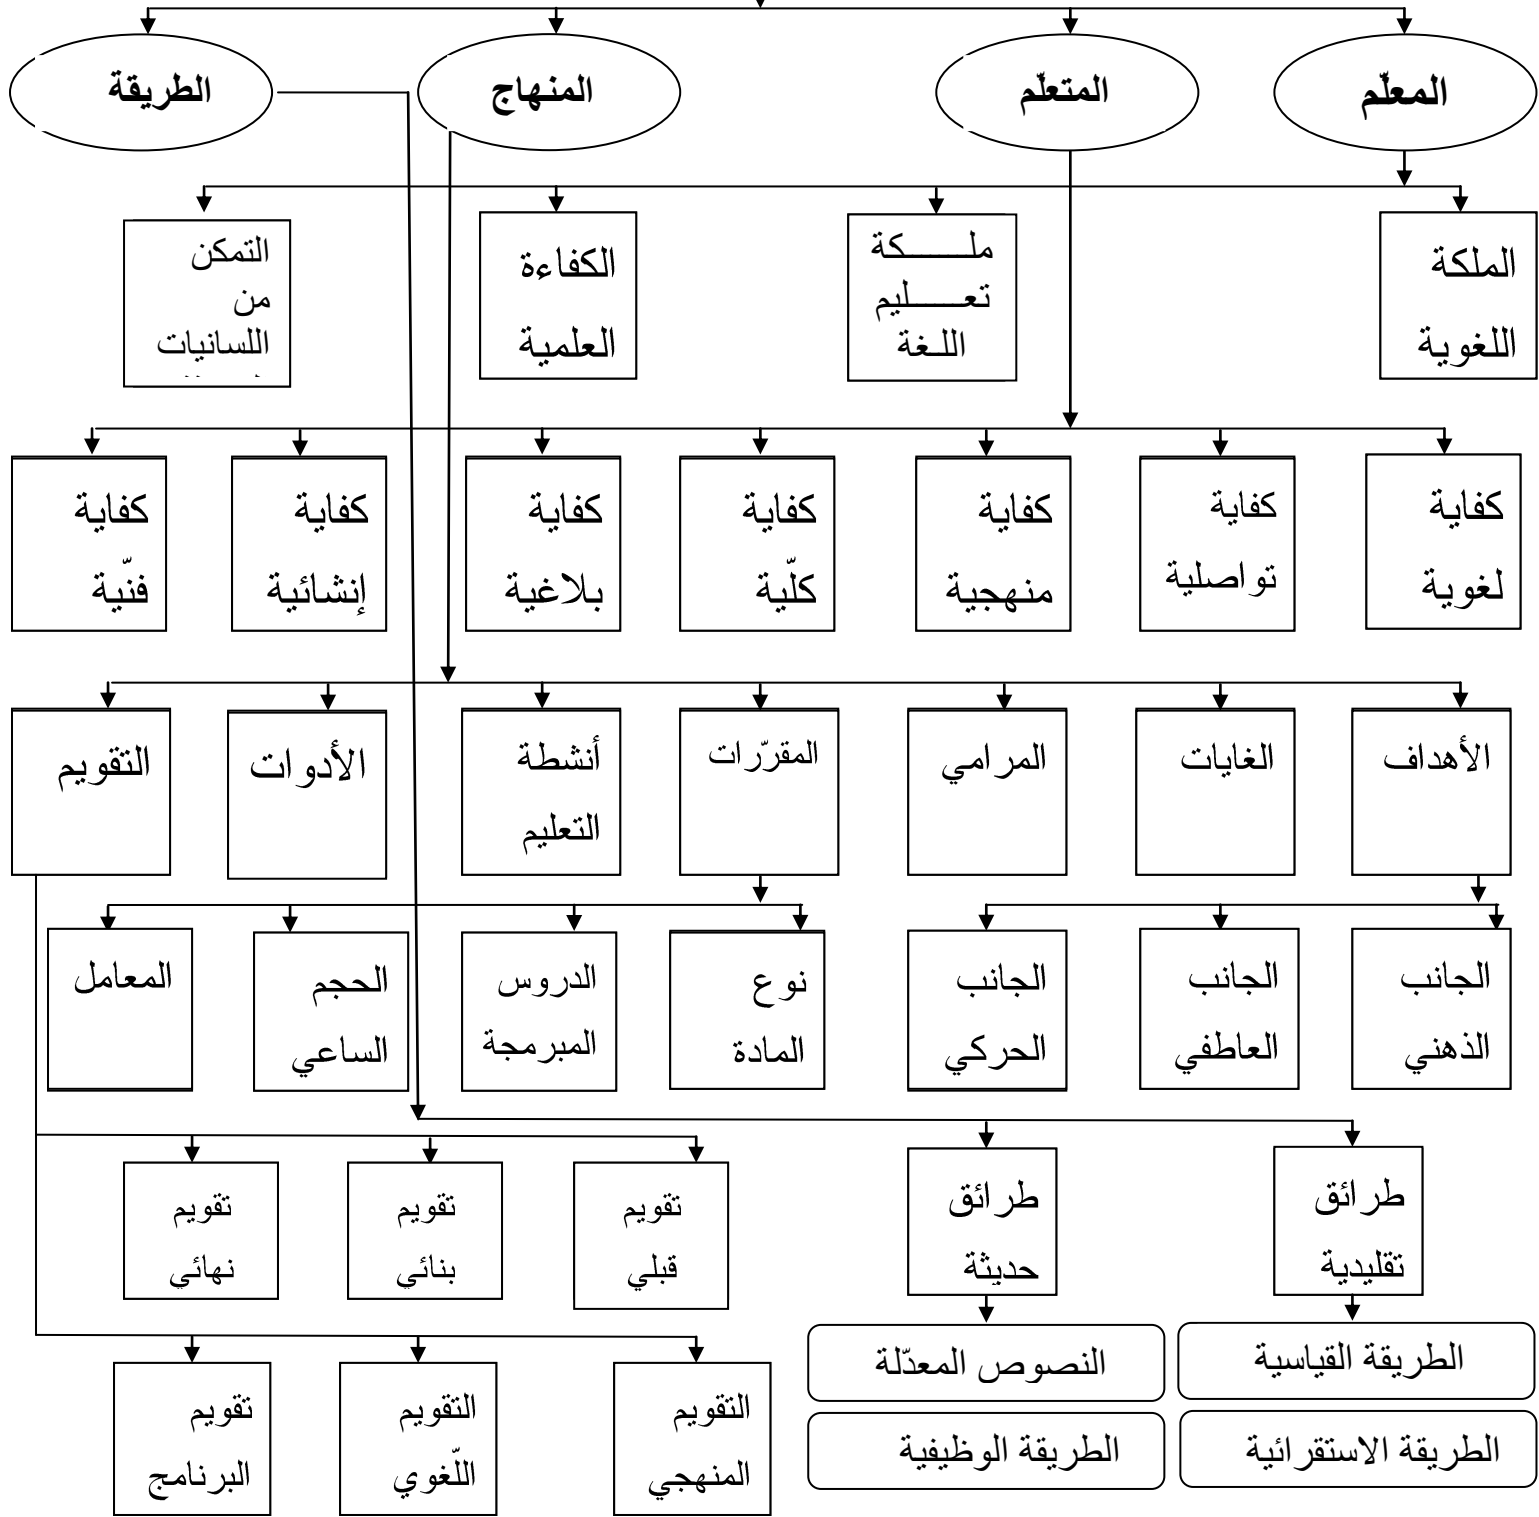 المعلّم
المتعلّم
المنهاج
الطريقة
الملكة
اللغوية
ملـــــكة
تعـــليم
اللـغة
الكفاءة
العلمية
التمكن
من
اللسانيات
كفاية
لغوية
كفاية
تواصلية
كفاية
منهجية
كفاية
كلّية
كفاية
بلاغية
كفاية
إنشائية
كفاية
فنّية
الأهداف
الغايات
المرامي
المقرّرات
أنشطة
التعليم
الأدوات
التقويم
الجانب
الذهني
الجانب
العاطفي
الجانب
الحركي
نوع
المادة
الدروس
المبرمجة
الحجم
الساعي
المعامل
طرائق
تقليدية
طرائق
حديثة
تقويم
قبلي
تقويم
بنائي
تقويم
نهائي
الطريقة القياسية
النصوص المعدّلة
الطريقة الاستقرائية
الطريقة الوظيفية
التقويم
المنهجي
التقويم
اللّغوي
تقويم
البرنامج